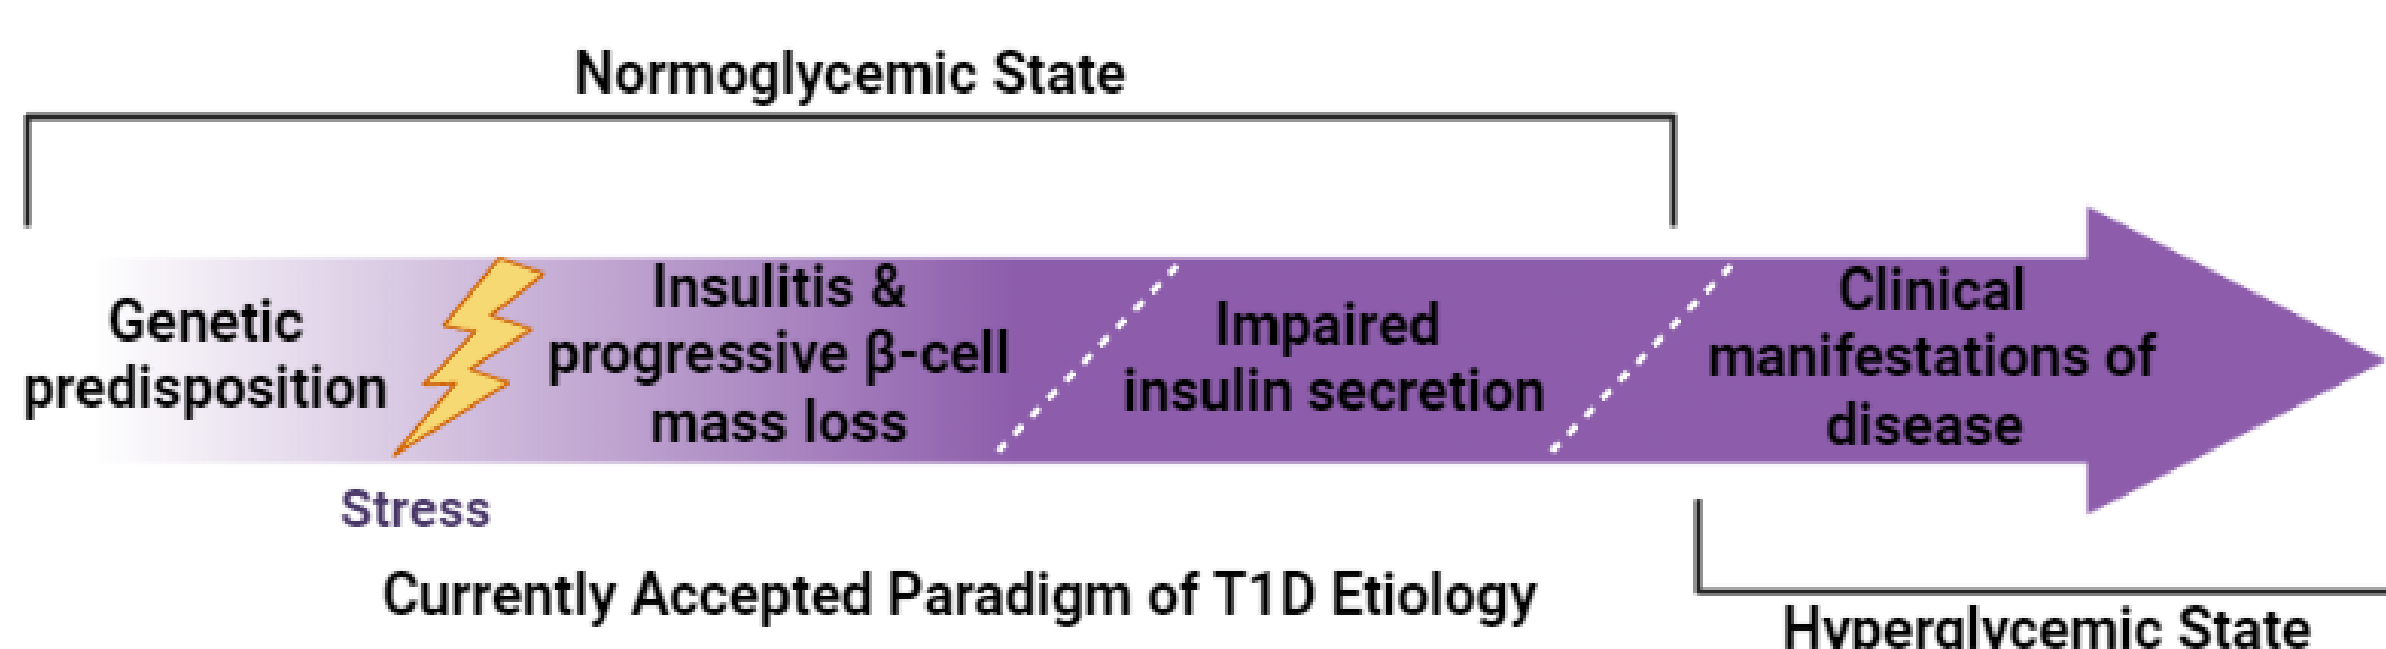 Normoglycemic State
Genetic
predisposition
Insulitis &
progressive β-cell
mass loss
Impaired
insulin secretion
Clinical
manifestations of
disease
Stress
Currently Accepted Paradigm of T1D Etiology
Hyperglycemic State